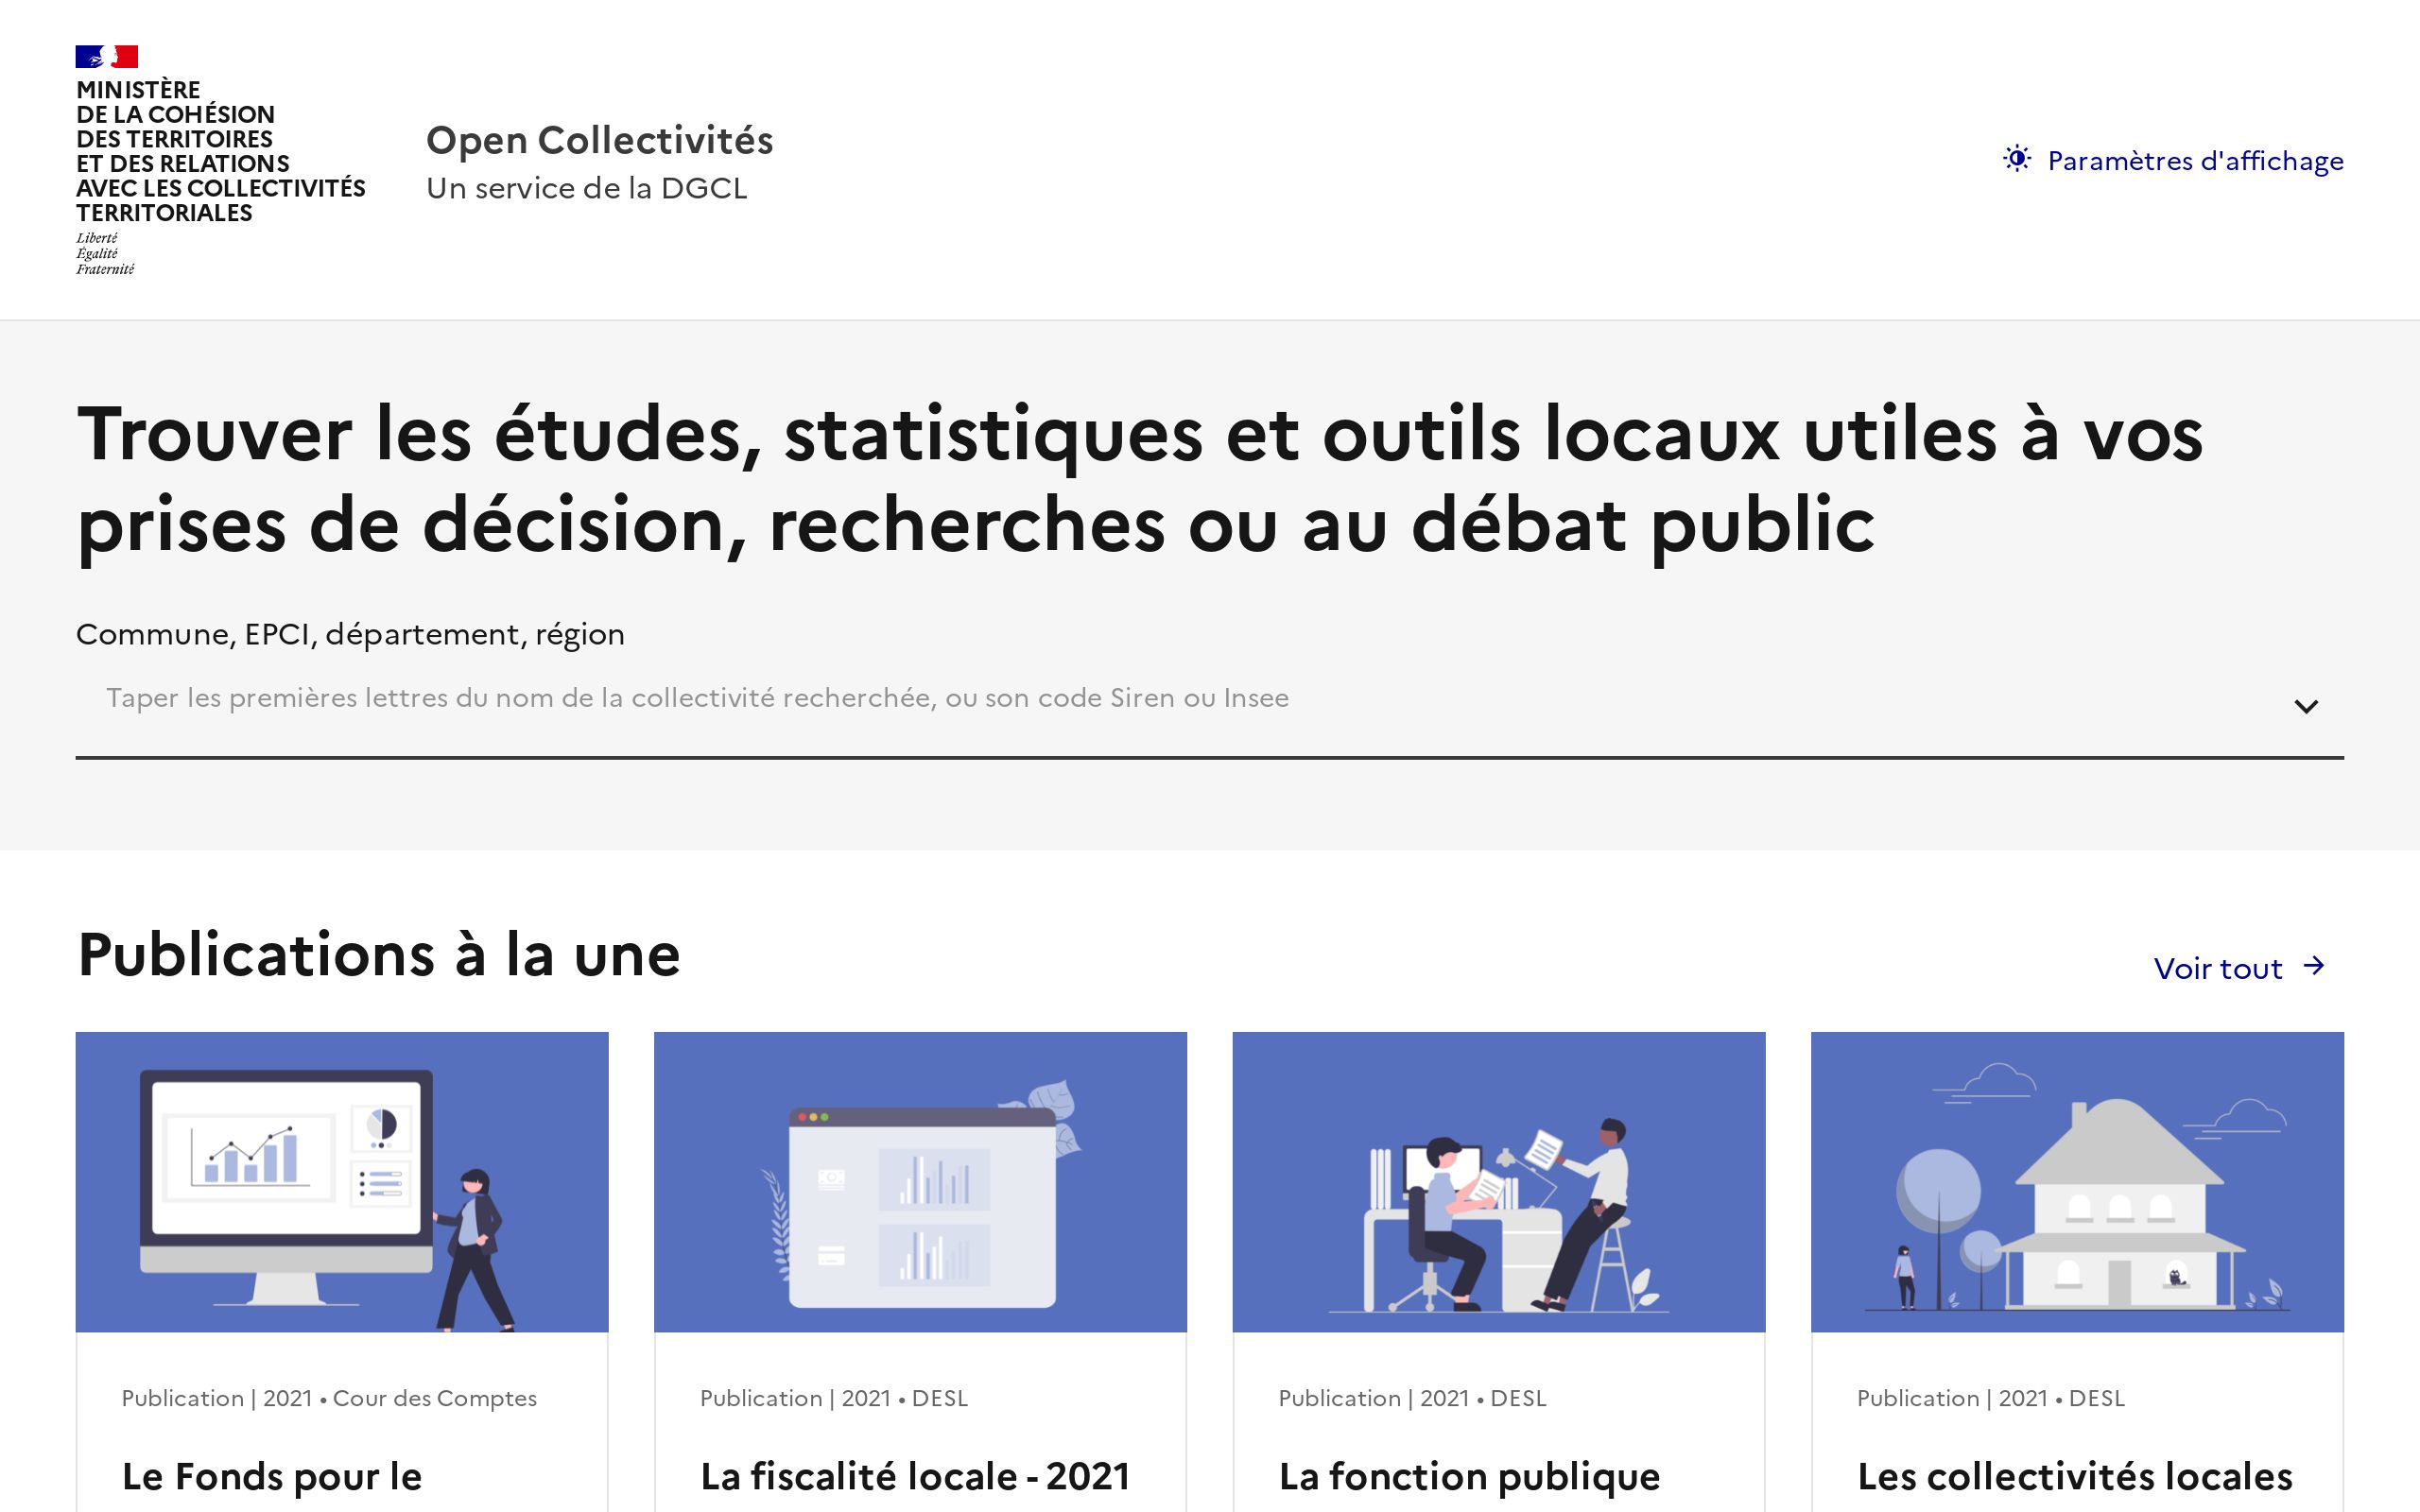 MINISTÈRE
DE LA COHÉSION
DES TERRITOIRES
ET DES RELATIONS
AVEC LES COLLECTIVITÉS
TERRITORIALES
Liberté
Égalité
Fraternité
Open Collectivités
Un service de la DGCL
Paramètres d'affichage
Trouver les études, statistiques et outils locaux utiles à vos
prises de décision, recherches ou au débat public
Commune, EPCI, département, région
Taper les premières lettres du nom de la collectivité recherchée, ou son code Siren ou Insee
Publications à la une
Voir tout
Publication | 2021 • Cour des Comptes
Le Fonds pour le
Publication | 2021 • DESL
La fiscalité locale - 2021
Publication | 2021 • DESL
La fonction publique
Publication | 2021 • DESL
Les collectivités locales